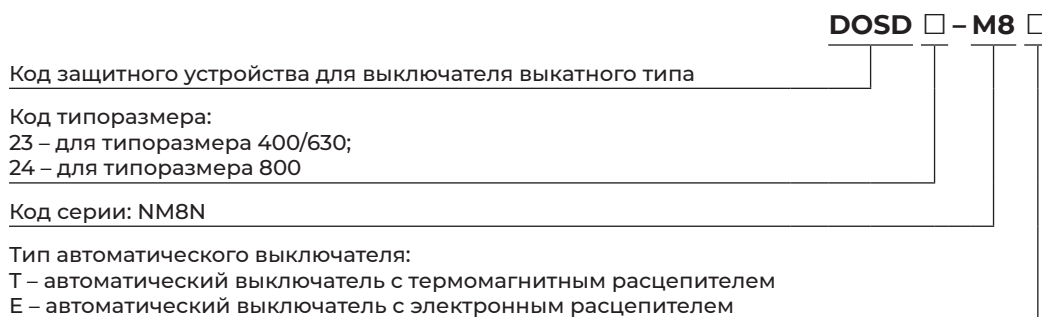 DOSD □ – M8 □
Код защитного устройства для выключателя выкатного типа
Код типоразмера:
23 – для типоразмера 400/630;
24 – для типоразмера 800
Код серии: NM8N
Тип автоматического выключателя:
T – автоматический выключатель с термомагнитным расцепителем
E – автоматический выключатель с электронным расцепителем